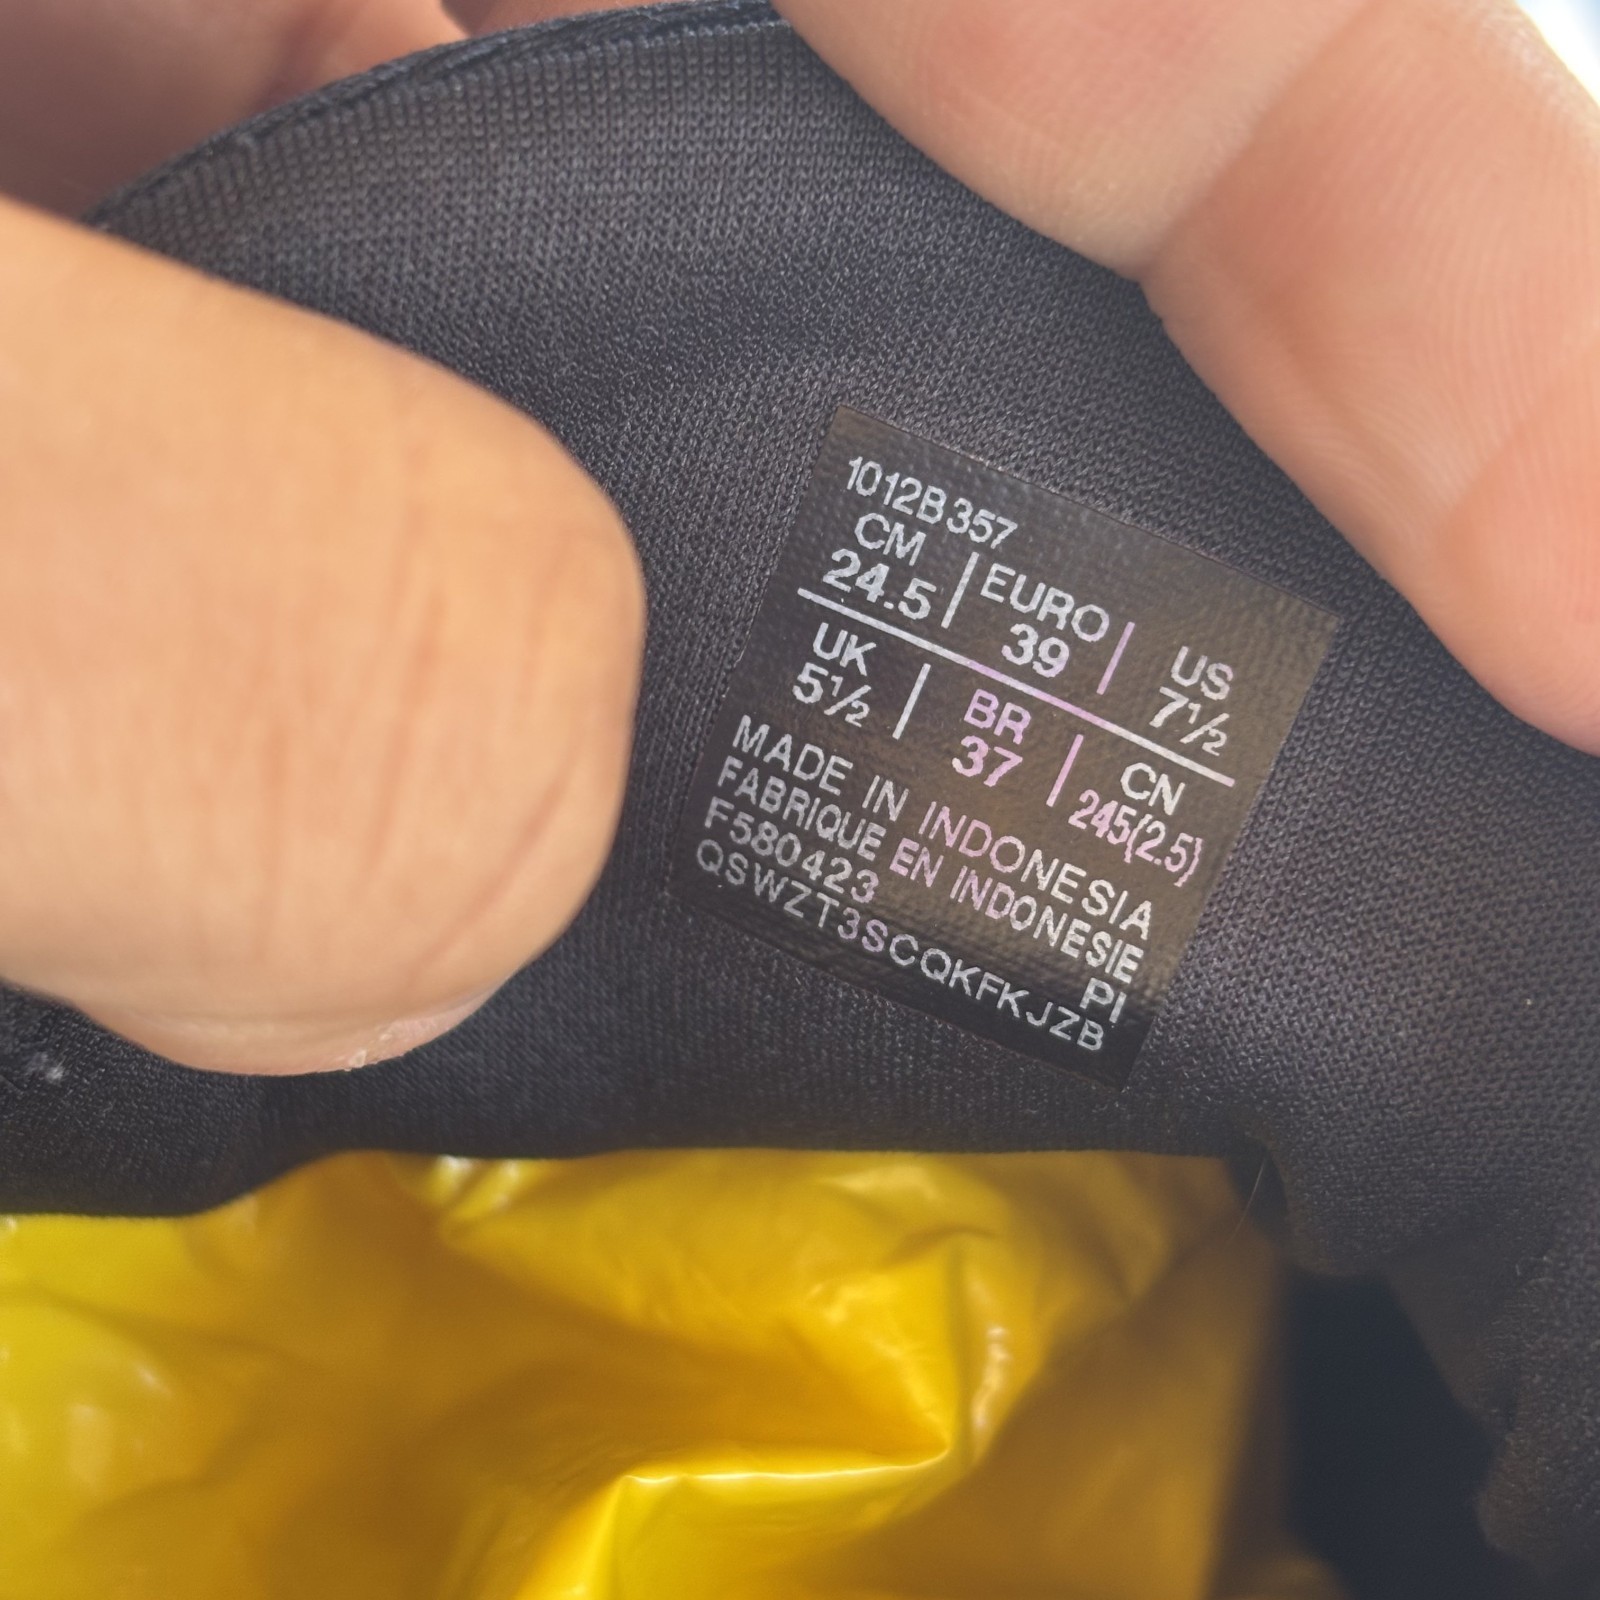 1012B357
CM | EURO | US
24.5 | 39 | 7½
UK | BR | CN
5½ | 37 | 245(2.5)
MADE IN INDONESIA
FABRIQUE EN INDONESIE
F580423 PI
QSWZT3SCQKFKJZB